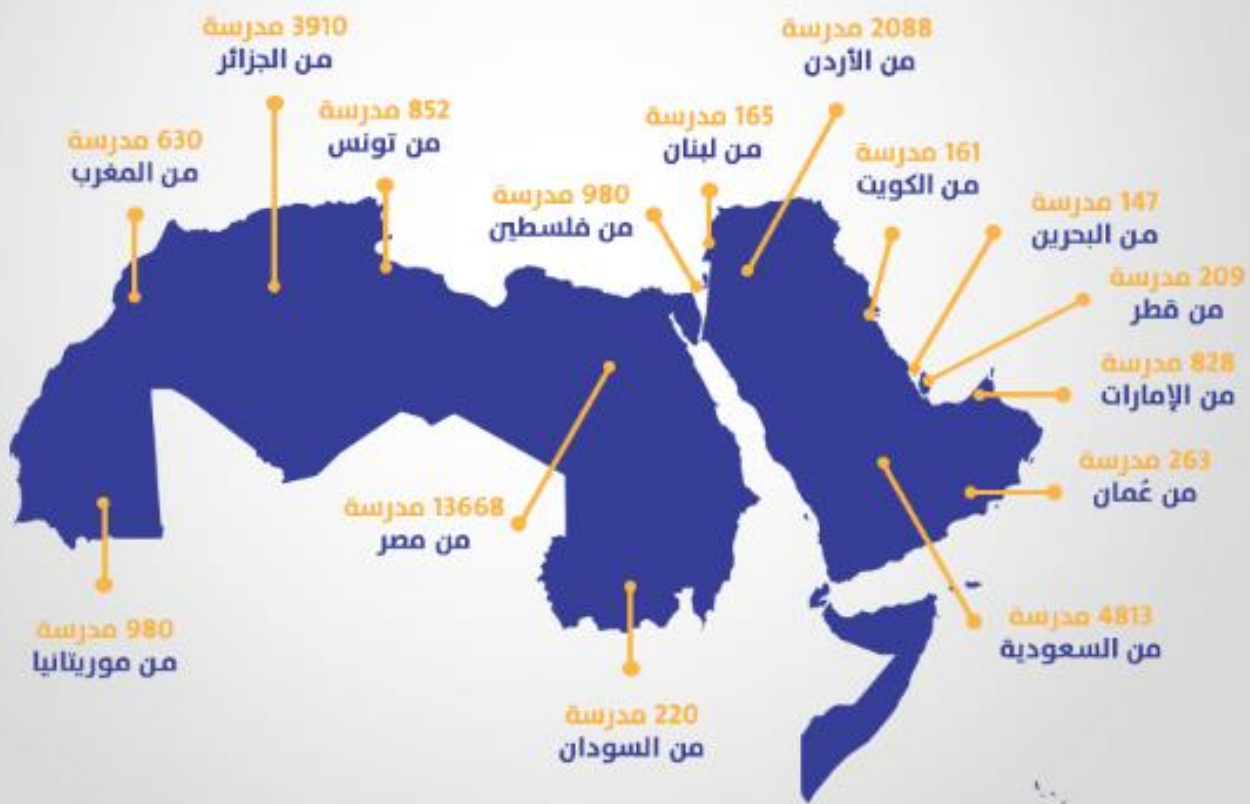 3910 مدرسة
من الجزائر
2088 مدرسة
من الأردن
852 مدرسة
من تونس
165 مدرسة
من لبنان
630 مدرسة
من المغرب
161 مدرسة
من الكويت
980 مدرسة
من فلسطين
147 مدرسة
من البحرين
209 مدرسة
من قطر
828 مدرسة
من الإمارات
263 مدرسة
من عُمان
13668 مدرسة
من مصر
4813 مدرسة
من السعودية
980 مدرسة
من موريتانيا
220 مدرسة
من السودان